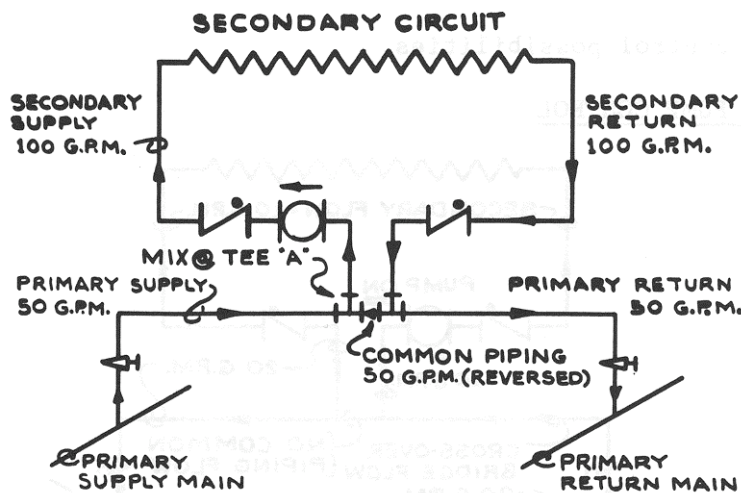 SECONDARY CIRCUIT
SECONDARY
SUPPLY
100 G.P.M.
SECONDARY
RETURN
100 G.P.M.
MIX@ TEE "A"
PRIMARY SUPPLY
50 G.P.M.
PRIMARY RETURN
50 G.P.M.
COMMON PIPING
50 G.P.M. (REVERSED)
PRIMARY
SUPPLY MAIN
PRIMARY
RETURN MAIN